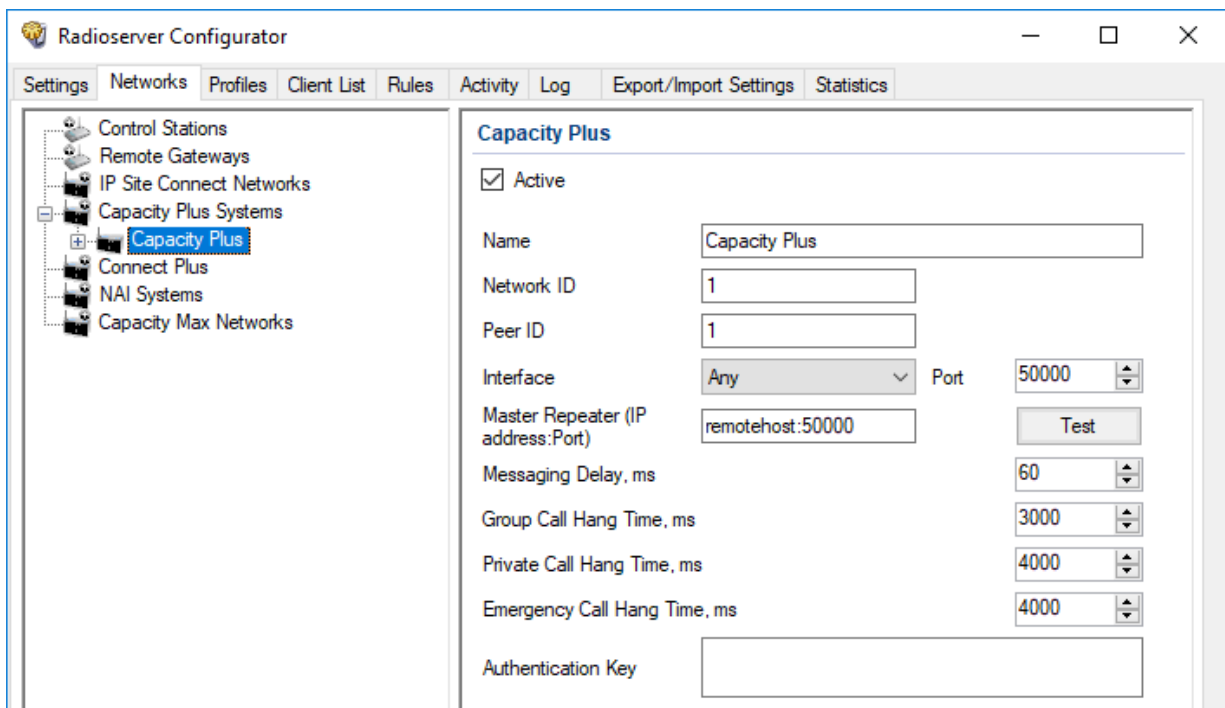 Radioserver Configurator
Settings Networks Profiles Client List Rules Activity Log Export/Import Settings Statistics
Control Stations
Remote Gateways
IP Site Connect Networks
Capacity Plus Systems
Capacity Plus
Connect Plus
NAI Systems
Capacity Max Networks
Capacity Plus
Active
Name Capacity Plus
Network ID 1
Peer ID 1
Interface Any Port 50000
Master Repeater (IP
address:Port) remotehost:50000 Test
Messaging Delay, ms 60
Group Call Hang Time, ms 3000
Private Call Hang Time, ms 4000
Emergency Call Hang Time, ms 4000
Authentication Key